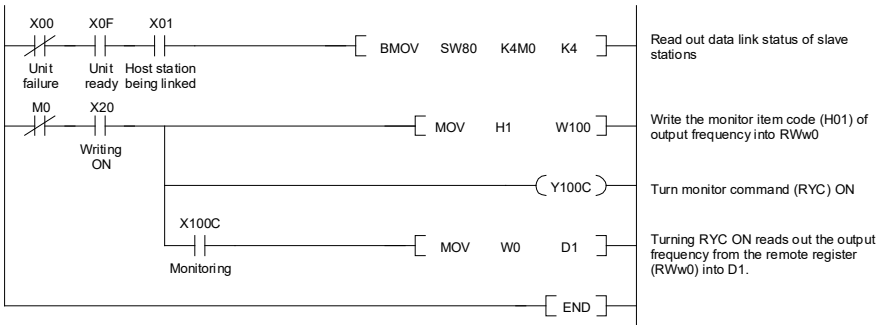 X00 X0F X01
BMOV SW80 K4M0 K4
Read out data link status of slave
stations
Unit Unit Host station
failure ready being linked
M0 X20
MOV H1 W100
Write the monitor item code (H01) of
output frequency into RWw0
Writing
ON
Y100C
Turn monitor command (RYC) ON
X100C
MOV W0 D1
Turning RYC ON reads out the output
frequency from the remote register
(RWw0) into D1.
Monitoring
END